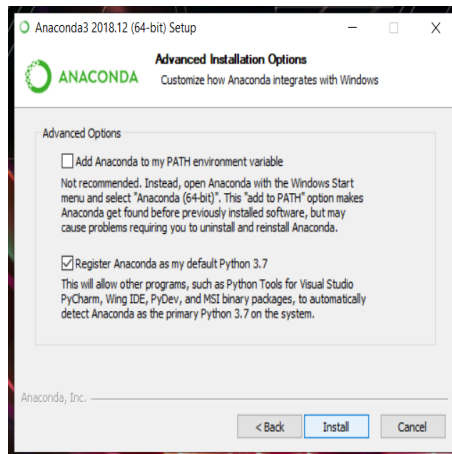 Anaconda3 2018.12 (64-bit) Setup
ANACONDA
Advanced Installation Options
Customize how Anaconda integrates with Windows
Advanced Options
Add Anaconda to my PATH environment variable
Not recommended. Instead, open Anaconda with the Windows Start
menu and select "Anaconda (64-bit)". This "add to PATH" option makes
Anaconda get found before previously installed software, but may
cause problems requiring you to uninstall and reinstall Anaconda.
Register Anaconda as my default Python 3.7
This will allow other programs, such as Python Tools for Visual Studio
PyCharm, Wing IDE, PyDev, and MSI binary packages, to automatically
detect Anaconda as the primary Python 3.7 on the system.
Anaconda, Inc.
< Back
Install
Cancel